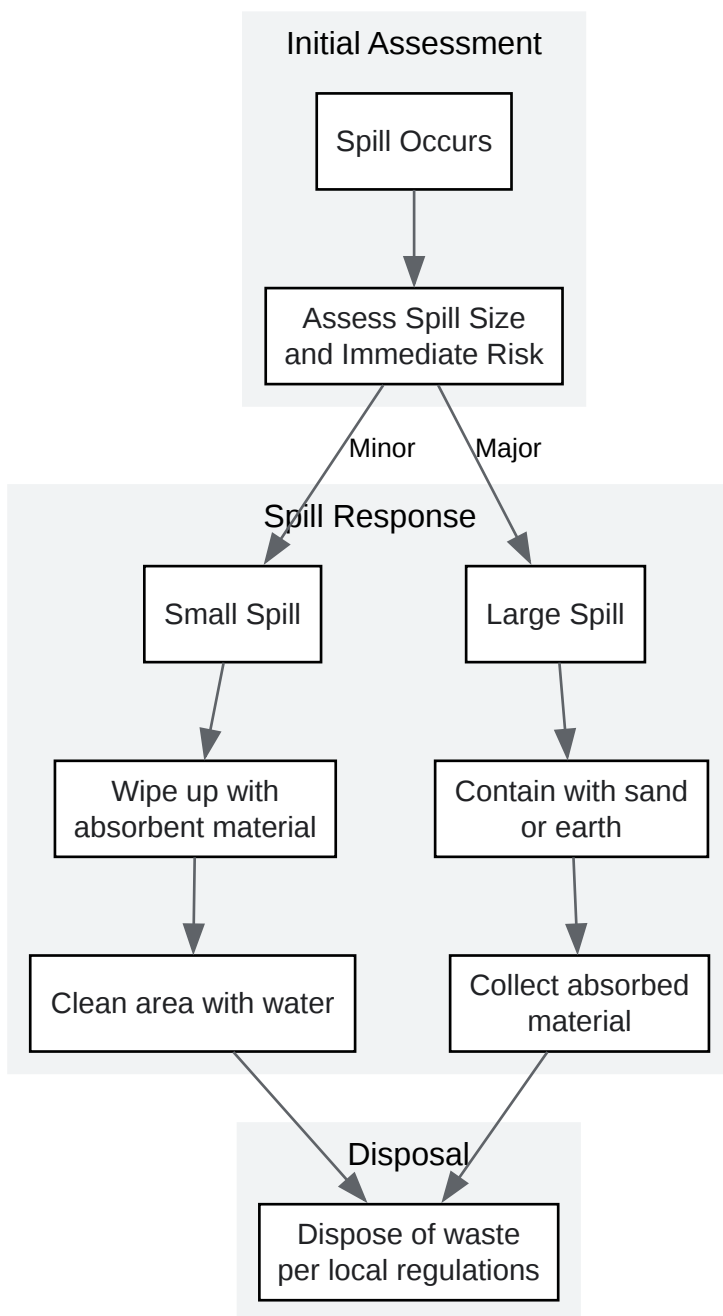 Initial Assessment
Spill Occurs
Assess Spill Size
and Immediate Risk
Minor
Major
Spill Response
Small Spill
Large Spill
Wipe up with
absorbent material
Contain with sand
or earth
Clean area with water
Collect absorbed
material
Disposal
Dispose of waste
per local regulations